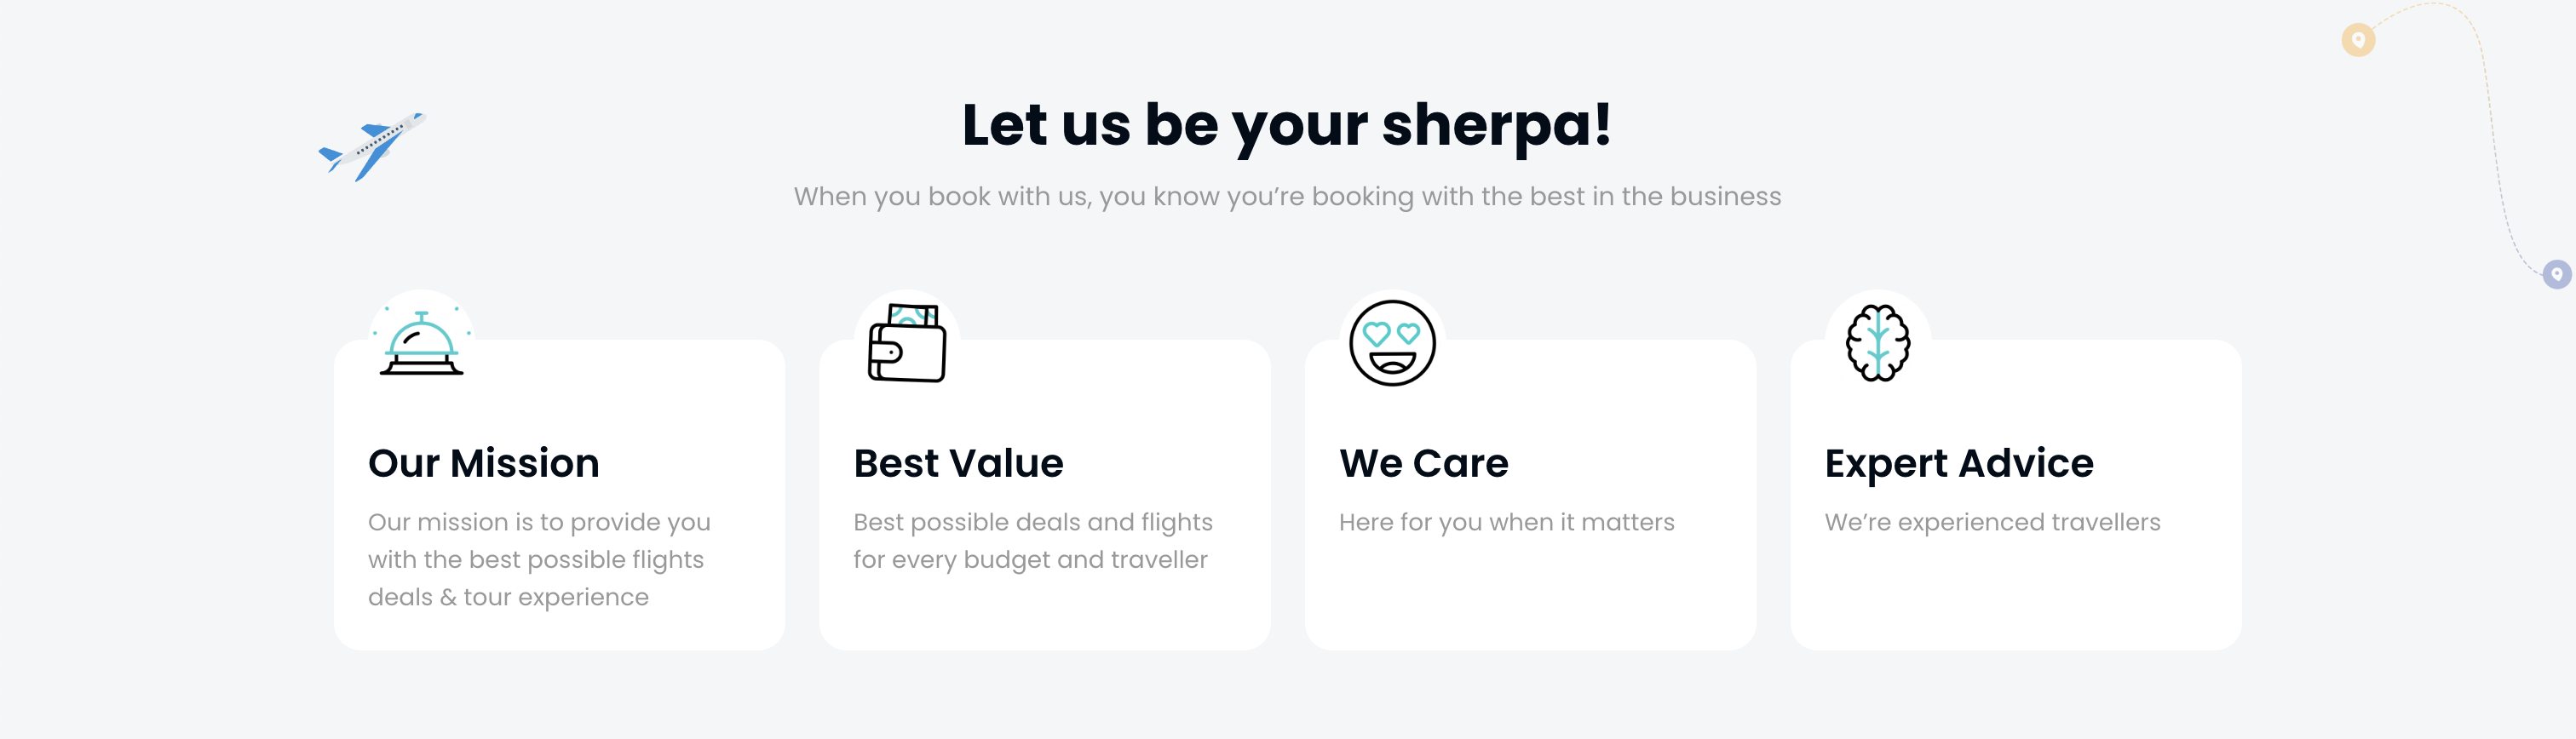 Let us be your sherpa!
When you book with us, you know you’re booking with the best in the business
Our Mission
Our mission is to provide you
with the best possible flights
deals & tour experience
Best Value
Best possible deals and flights
for every budget and traveller
We Care
Here for you when it matters
Expert Advice
We’re experienced travellers